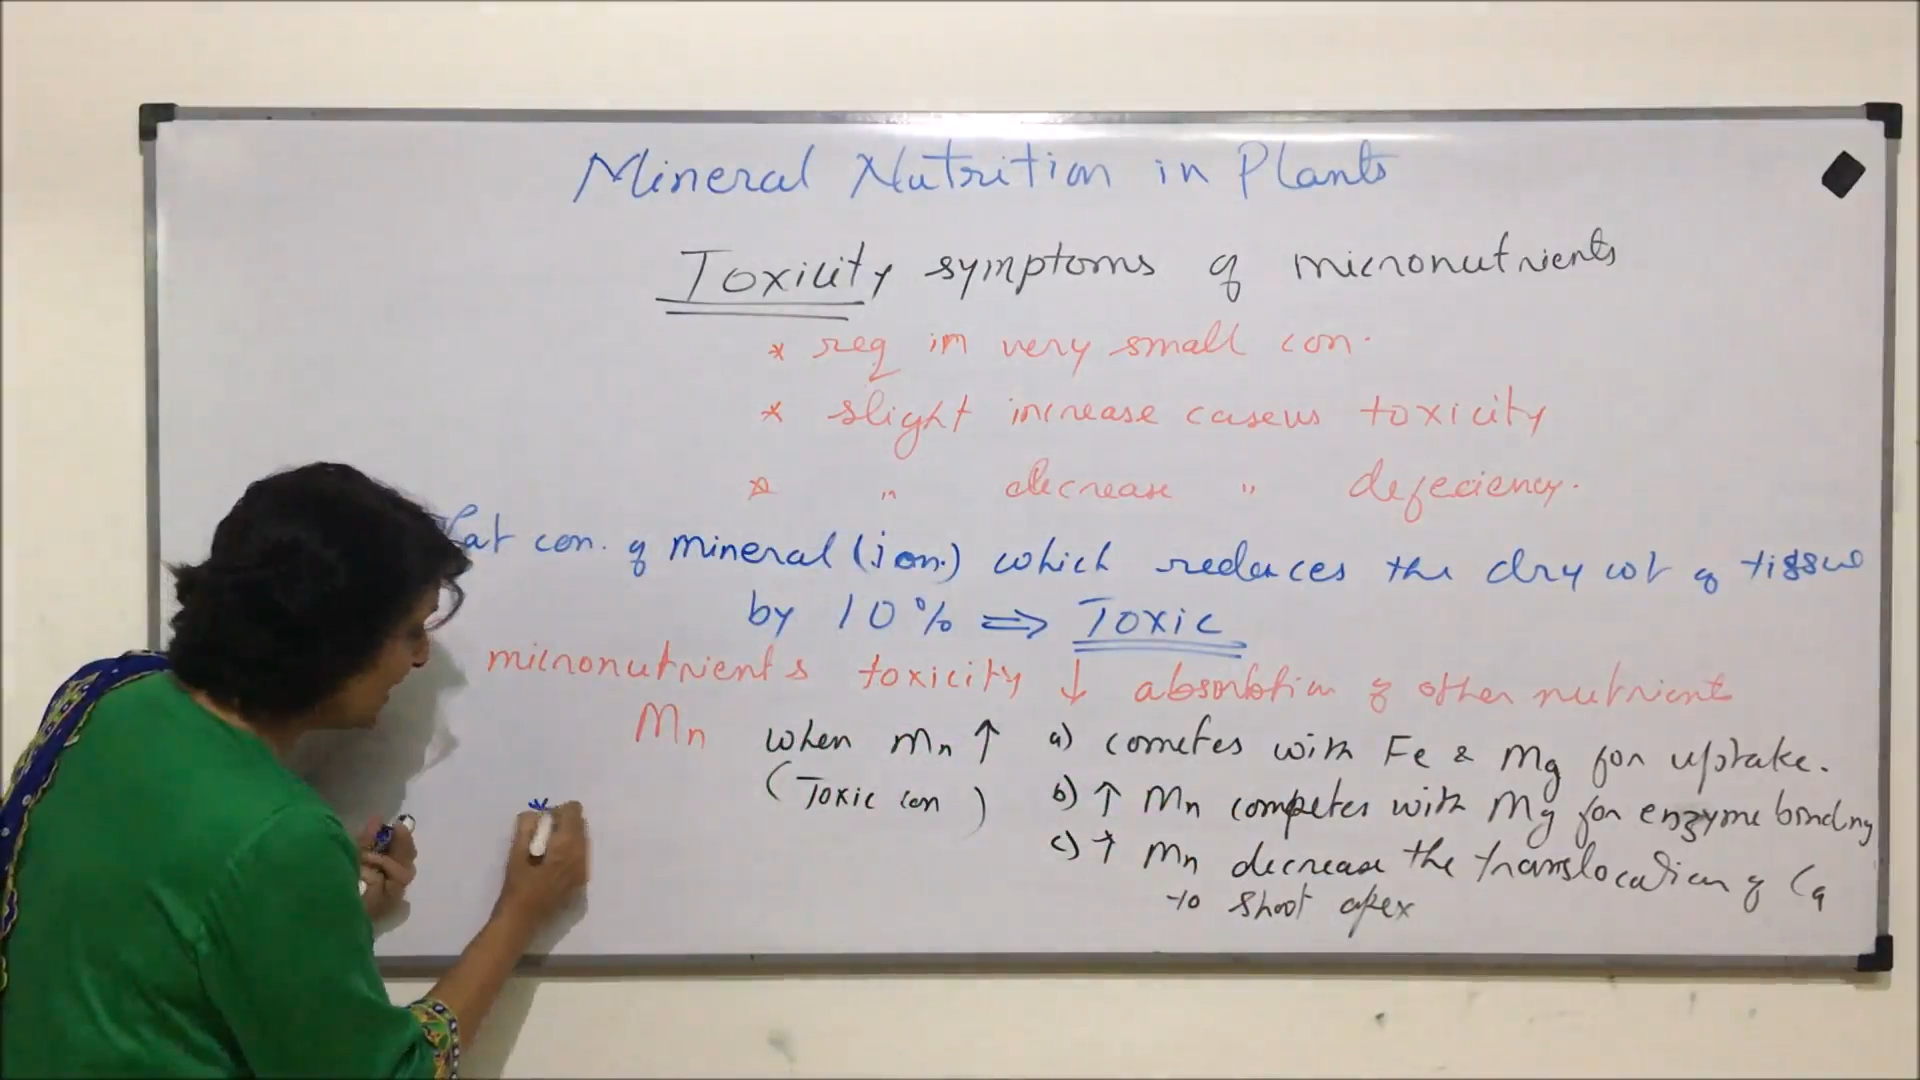 Mineral Nutrition in Plants
Toxicity symptoms of micronutrients
* req in very small con.
* slight increase caseus toxicity
* " decrease " defeciency.
con. of mineral (ion.) which reduces the dry wt of tissue
by 10% ⇒ Toxic
micronutrients toxicity ↓ absorbtion of other nutrient
Mn when Mn ↑ a) cometes with Fe & Mg for uptake.
(Toxic con) b) ↑ Mn competes with Mg for enzyme binding
c) ↑ Mn decrease the translocation of Ca
to shoot apex